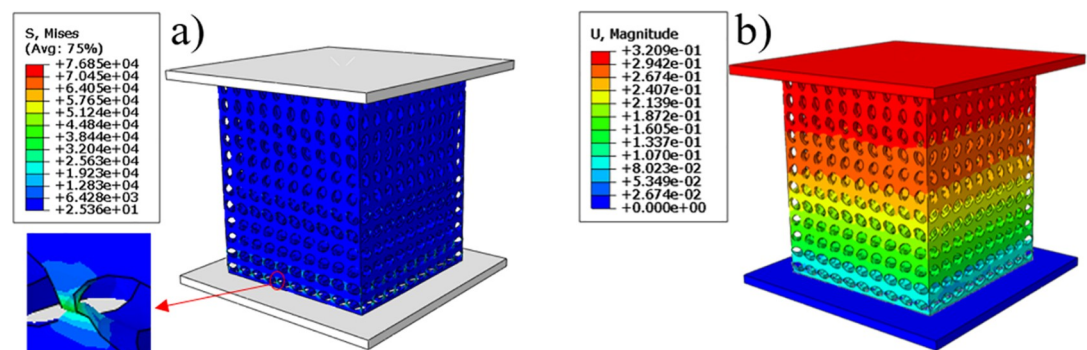 S, Mises
(Avg: 75%)
+7.685e+04
+7.045e+04
+6.405e+04
+5.765e+04
+5.124e+04
+4.484e+04
+3.844e+04
+3.204e+04
+2.563e+04
+1.923e+04
+1.283e+04
+6.428e+03
+2.536e+01
a)
U, Magnitude
+3.209e-01
+2.942e-01
+2.674e-01
+2.407e-01
+2.139e-01
+1.872e-01
+1.605e-01
+1.337e-01
+1.070e-01
+8.023e-02
+5.349e-02
+2.674e-02
+0.000e+00
b)